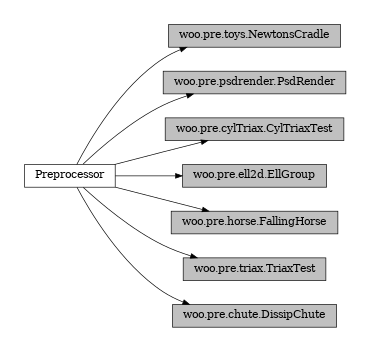 woo.pre.toys.NewtonsCradle
woo.pre.psdrender.PsdRender
woo.pre.cylTriax.CylTriaxTest
Preprocessor
woo.pre.ell2d.EllGroup
woo.pre.horse.FallingHorse
woo.pre.triax.TriaxTest
woo.pre.chute.DissipChute